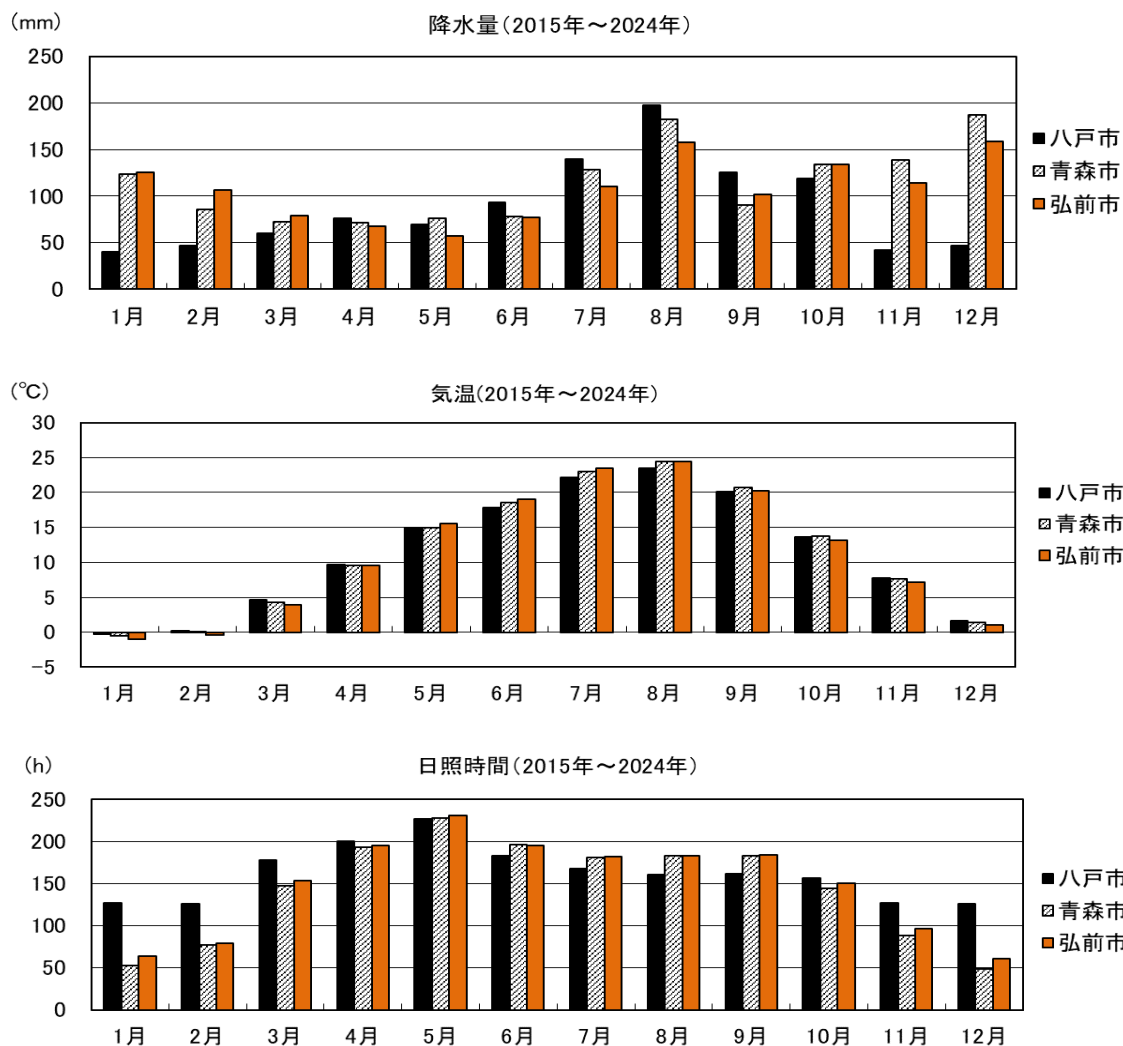 (mm)
降水量(2015年～2024年)
250
200
150
100
50
0
1月 2月 3月 4月 5月 6月 7月 8月 9月 10月 11月 12月
八戸市
青森市
弘前市
(℃)
気温(2015年～2024年)
30
25
20
15
10
5
0
-5
1月 2月 3月 4月 5月 6月 7月 8月 9月 10月 11月 12月
八戸市
青森市
弘前市
(h)
日照時間(2015年～2024年)
250
200
150
100
50
0
1月 2月 3月 4月 5月 6月 7月 8月 9月 10月 11月 12月
八戸市
青森市
弘前市